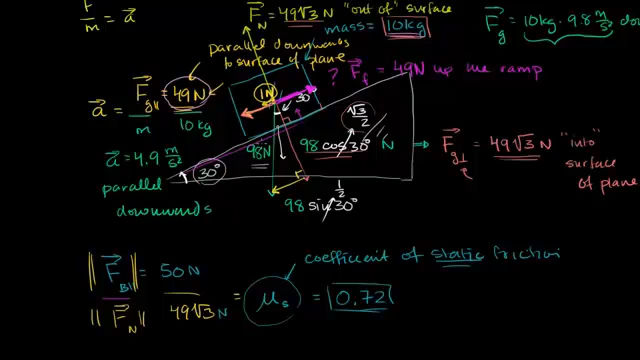 F/m = a
F_N = 49√3 N "out of" surface
mass = 10kg
F_g = 10kg · 9.8 m/s² do
parallel downwards
to surface of plane
? F_f = 49N up the ramp
a = F_g∥/m = 49N/10kg =
1N
30°
√3/2
a = 4.9 m/s²
30°
98N
98 cos 30° N
⇒ F_g⊥ = 49√3 N "into"
surface
of plane
parallel
downwards
1/2
98 sin 30°
coefficient of static friction
‖F_B‖/‖F_N‖ = 50N/49√3 N = μ_s = 0.72